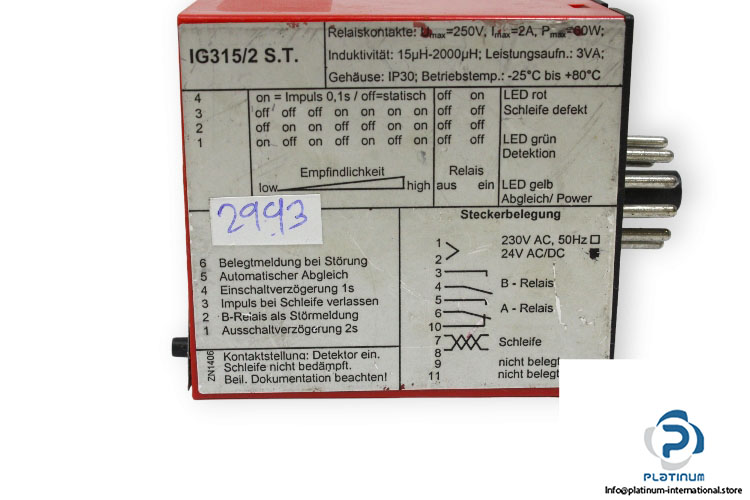 IG315/2 S.T.
Relaiskontakte: Umax=250V, Imax=2A, Pmax=60W;
Induktivität: 15µH-2000µH; Leistungsaufn.: 3VA;
Gehäuse: IP30; Betriebstemp.: -25°C bis +80°C
4 on = Impuls 0,1s / off=statisch off on LED rot
3 off off off off on on on on off off Schleife defekt
2 off off on on off off on on off off
1 on off on off on off on off off off LED grün
Detektion
Empfindlichkeit Relais
low high aus ein LED gelb
Abgleich/ Power
2993
Steckerbelegung
1 230V AC, 50Hz
2 24V AC/DC
3
4 B - Relais
5
6 A - Relais
10
7 Schleife
8
9 nicht belegt
11 nicht belegt
6 Belegtmeldung bei Störung
5 Automatischer Abgleich
4 Einschaltverzögerung 1s
3 Impuls bei Schleife verlassen
2 B-Relais als Störmeldung
1 Ausschaltverzögerung 2s
ZN1406
Kontaktstellung: Detektor ein.
Schleife nicht bedämpft.
Beil. Dokumentation beachten!
PLATINUM
Info@platinum-international.store